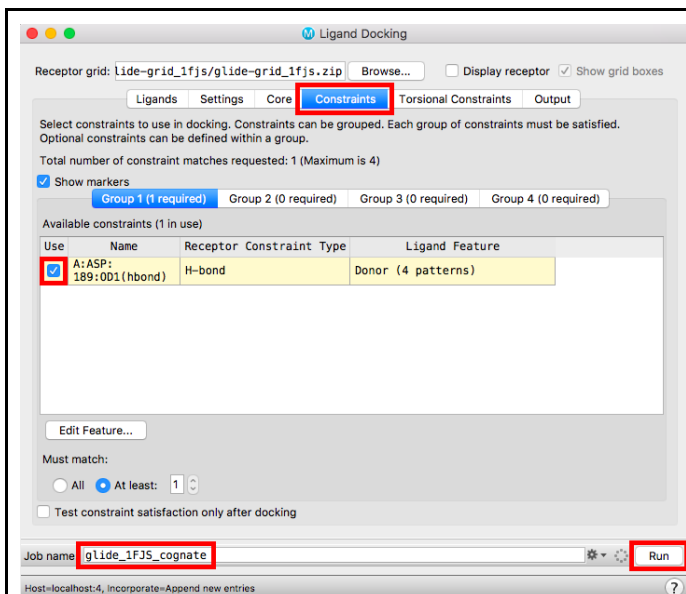 Ligand Docking
Receptor grid: lide-grid_1fjs/glide-grid_1fjs.zip Browse... Display receptor Show grid boxes
Ligands Settings Core Constraints Torsional Constraints Output
Select constraints to use in docking. Constraints can be grouped. Each group of constraints must be satisfied.
Optional constraints can be defined within a group.
Total number of constraint matches requested: 1 (Maximum is 4)
Show markers
Group 1 (1 required) Group 2 (0 required) Group 3 (0 required) Group 4 (0 required)
Available constraints (1 in use)
Use Name Receptor Constraint Type Ligand Feature
A:ASP:
189:OD1(hbond) H-bond Donor (4 patterns)
Edit Feature...
Must match:
All At least: 1
Test constraint satisfaction only after docking
Job name: glide_1FJS_cognate Run
Host=localhost:4, Incorporate=Append new entries ?